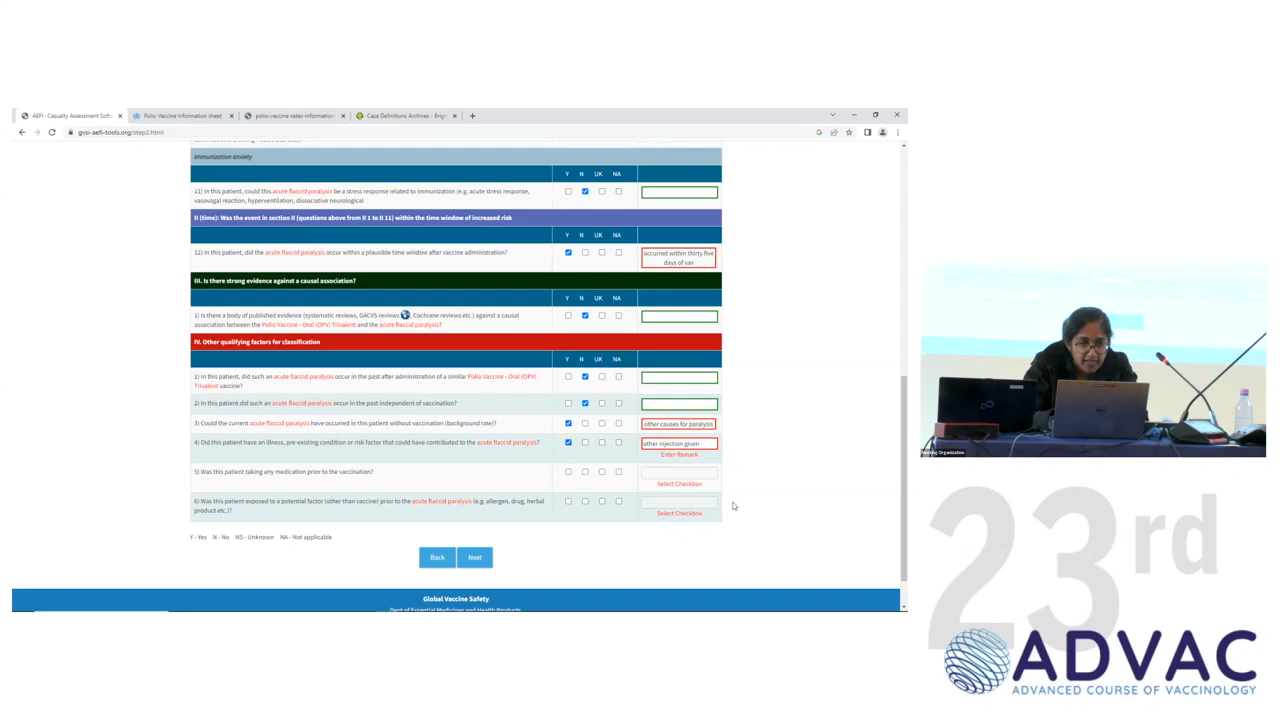 AEFI : Casualty Assessment Soft-
Polio Vaccine Information sheet
polio-vaccine-rates-information-
Case Definitions Archives - Brig
gvsi-aefi-tools.org/step2.html
Immunization anxiety
Y N UK NA
11) In this patient, could this acute flaccid paralysis be a stress response related to immunization (e.g. acute stress response,
vasovagal reaction, hyperventilation, dissociative neurological
II (time): Was the event in section II (questions above from II 1 to II 11) within the time window of increased risk
Y N UK NA
12) In this patient, did the acute flaccid paralysis occur within a plausible time window after vaccine administration?
occurred within thirty five
days of vax
III. Is there strong evidence against a causal association?
Y N UK NA
1) Is there a body of published evidence (systematic reviews, GACVS reviews , Cochrane reviews etc.) against a causal
association between the Polio Vaccine - Oral (OPV) Trivalent and the acute flaccid paralysis?
IV. Other qualifying factors for classification
Y N UK NA
1) In this patient, did such an acute flaccid paralysis occur in the past after administration of a similar Polio Vaccine - Oral (OPV)
Trivalent vaccine?
2) In this patient did such an acute flaccid paralysis occur in the past independent of vaccination?
3) Could the current acute flaccid paralysis have occurred in this patient without vaccination (background rate)?
other causes for paralysis
4) Did this patient have an illness, pre-existing condition or risk factor that could have contributed to the acute flaccid paralysis?
other injection given
Enter Remark
5) Was this patient taking any medication prior to the vaccination?
Select Checkbox
6) Was this patient exposed to a potential factor (other than vaccine) prior to the acute flaccid paralysis (e.g. allergen, drug, herbal
product etc.,)?
Select Checkbox
Y - Yes N - No NS - Unknown NA - Not applicable
Back
Next
Global Vaccine Safety
Dept of Essential Medicines and Health Products
Meeting Organization
23rd
ADVAC
ADVANCED COURSE OF VACCINOLOGY